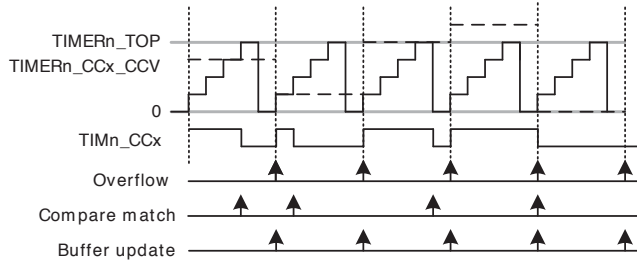 TIMERn_TOP
TIMERn_CCx_CCV
0
TIMn_CCx
Overflow
Compare match
Buffer update